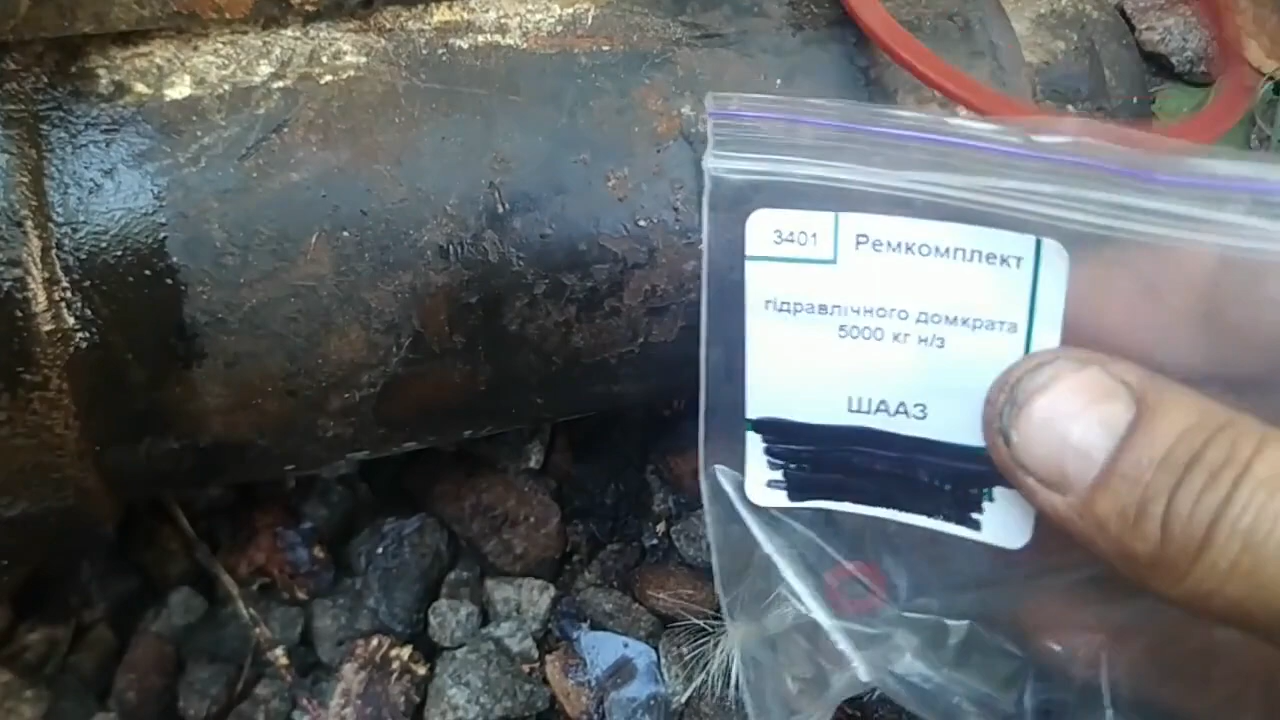 3401
Ремкомплект
гідравлічного домкрата
5000 кг н/з
ШААЗ